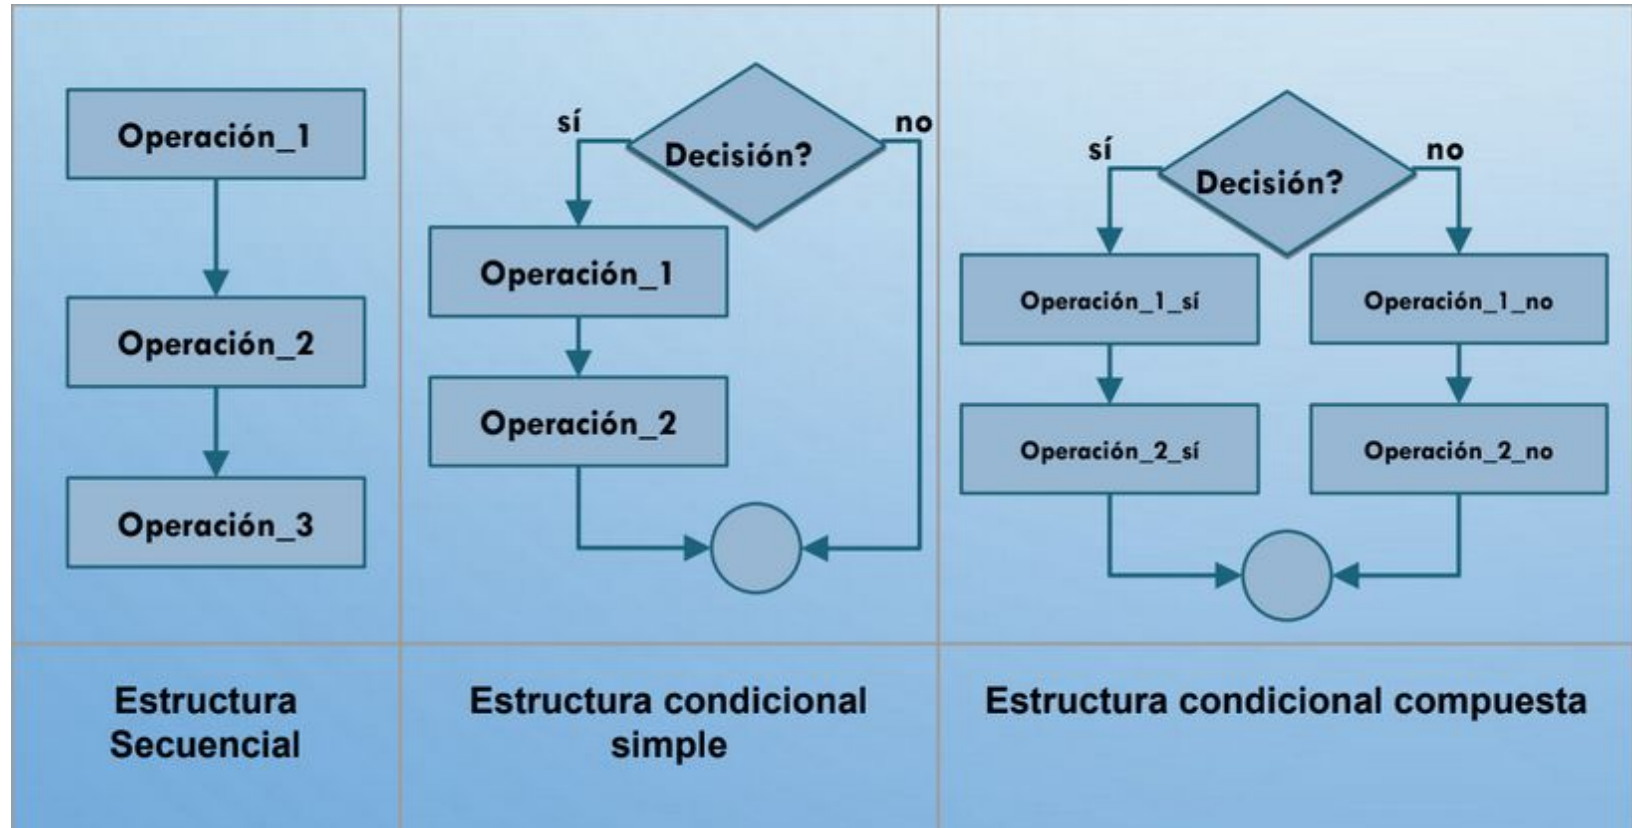 Operación_1
Operación_2
Operación_3
Estructura
Secuencial
sí
no
Decisión?
Operación_1
Operación_2
Estructura condicional
simple
sí
no
Decisión?
Operación_1_sí
Operación_1_no
Operación_2_sí
Operación_2_no
Estructura condicional compuesta